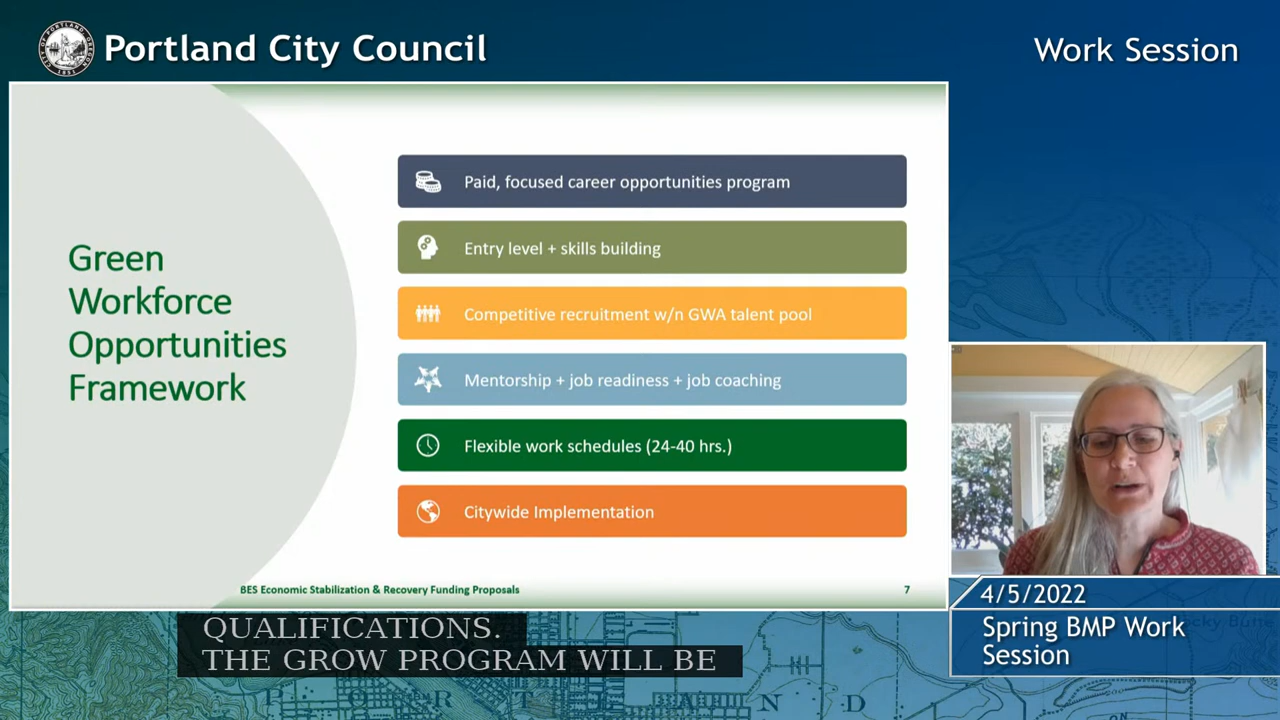 Portland City Council
Work Session
Green
Workforce
Opportunities
Framework
Paid, focused career opportunities program
Entry level + skills building
Competitive recruitment w/n GWA talent pool
Mentorship + job readiness + job coaching
Flexible work schedules (24-40 hrs.)
Citywide Implementation
BES Economic Stabilization & Recovery Funding Proposals
7
4/5/2022
Spring BMP Work
Session
QUALIFICATIONS.
THE GROW PROGRAM WILL BE